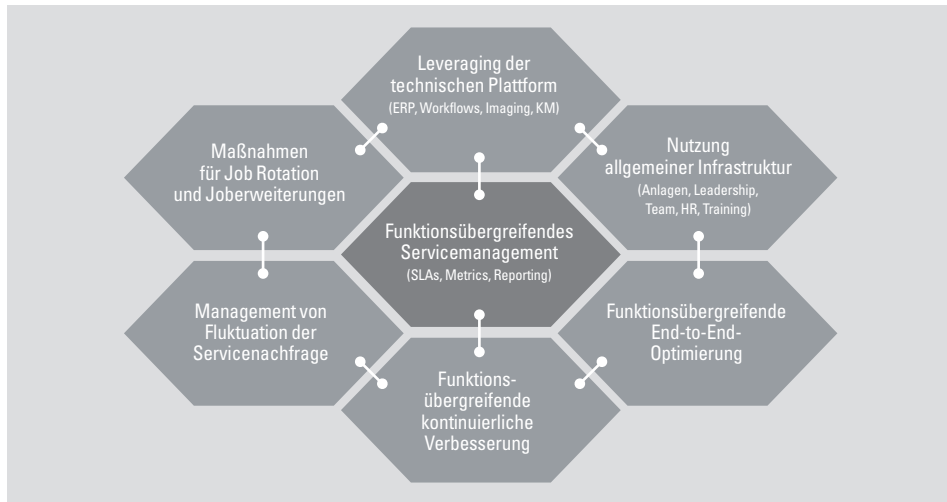 Leveraging der
technischen Plattform
(ERP, Workflows, Imaging, KM)
Maßnahmen
für Job Rotation
und Joberweiterungen
Nutzung
allgemeiner Infrastruktur
(Anlagen, Leadership,
Team, HR, Training)
Funktionsübergreifendes
Servicemanagement
(SLAs, Metrics, Reporting)
Management von
Fluktuation der
Servicenachfrage
Funktionsübergreifende
End-to-End-
Optimierung
Funktions-
übergreifende
kontinuierliche
Verbesserung